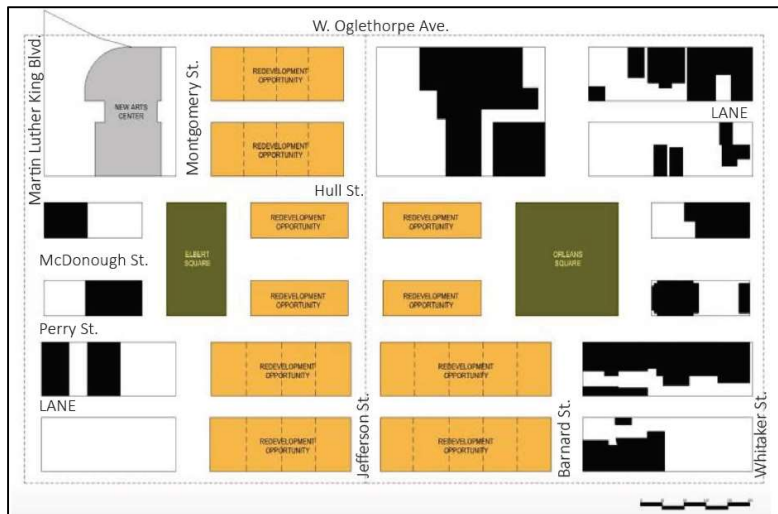 W. Oglethorpe Ave.
Martin Luther King Blvd.
Montgomery St.
REDEVELOPMENT
OPPORTUNITY
NEW ARTS
CENTER
LANE
REDEVELOPMENT
OPPORTUNITY
Hull St.
ELBERT
SQUARE
REDEVELOPMENT
OPPORTUNITY
REDEVELOPMENT
OPPORTUNITY
ORLEANS
SQUARE
McDonough St.
REDEVELOPMENT
OPPORTUNITY
REDEVELOPMENT
OPPORTUNITY
Perry St.
REDEVELOPMENT
OPPORTUNITY
REDEVELOPMENT
OPPORTUNITY
LANE
Jefferson St.
Barnard St.
Whitaker St.
REDEVELOPMENT
OPPORTUNITY
REDEVELOPMENT
OPPORTUNITY